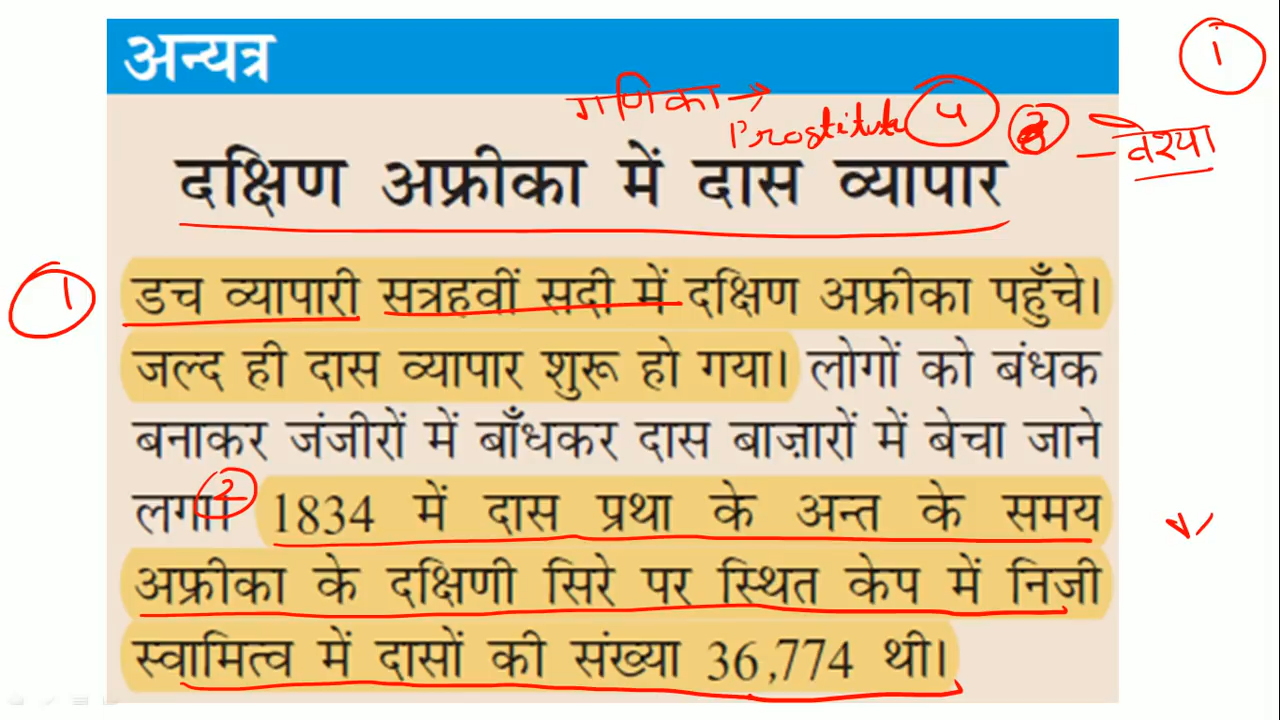 अन्यत्र
1
गणिका →
Prostitute 4
वश्या
दक्षिण अफ्रीका में दास व्यापार
1
डच व्यापारी सत्रहवीं सदी में दक्षिण अफ्रीका पहुँचे।
जल्द ही दास व्यापार शुरू हो गया। लोगों को बंधक
बनाकर जंजीरों में बाँधकर दास बाज़ारों में बेचा जाने
लगा। 2 1834 में दास प्रथा के अन्त के समय
अफ्रीका के दक्षिणी सिरे पर स्थित केप में निजी
स्वामित्व में दासों की संख्या 36,774 थी।